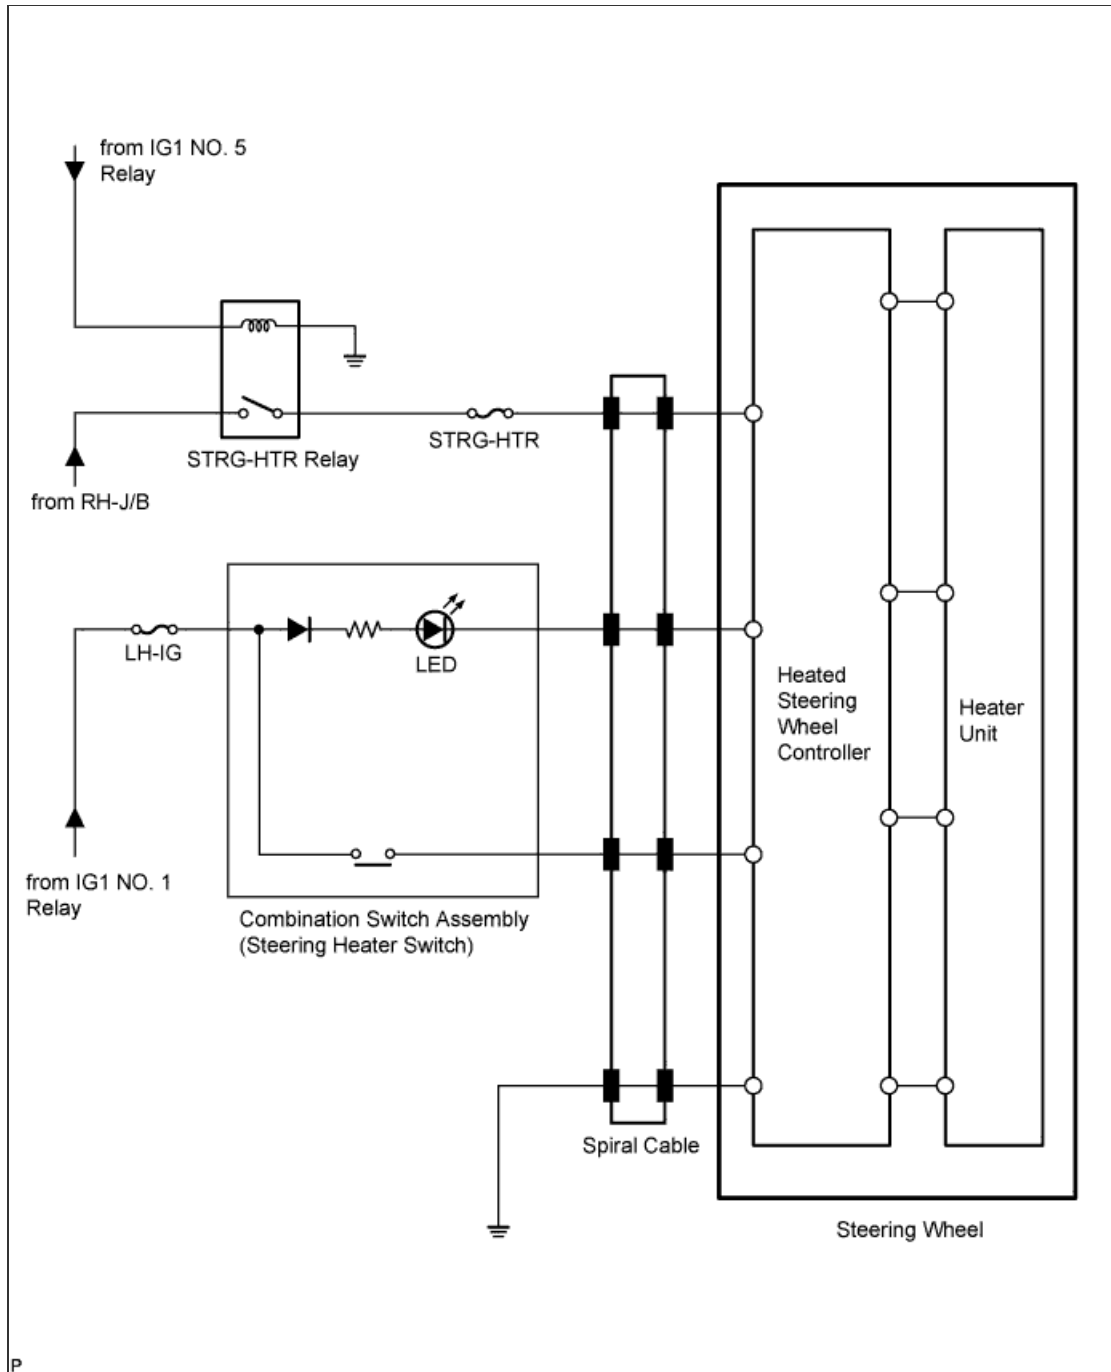 from IG1 NO. 5
Relay
STRG-HTR Relay
STRG-HTR
from RH-J/B
LH-IG
LED
from IG1 NO. 1
Relay
Combination Switch Assembly
(Steering Heater Switch)
Spiral Cable
Heated
Steering
Wheel
Controller
Heater
Unit
Steering Wheel
P